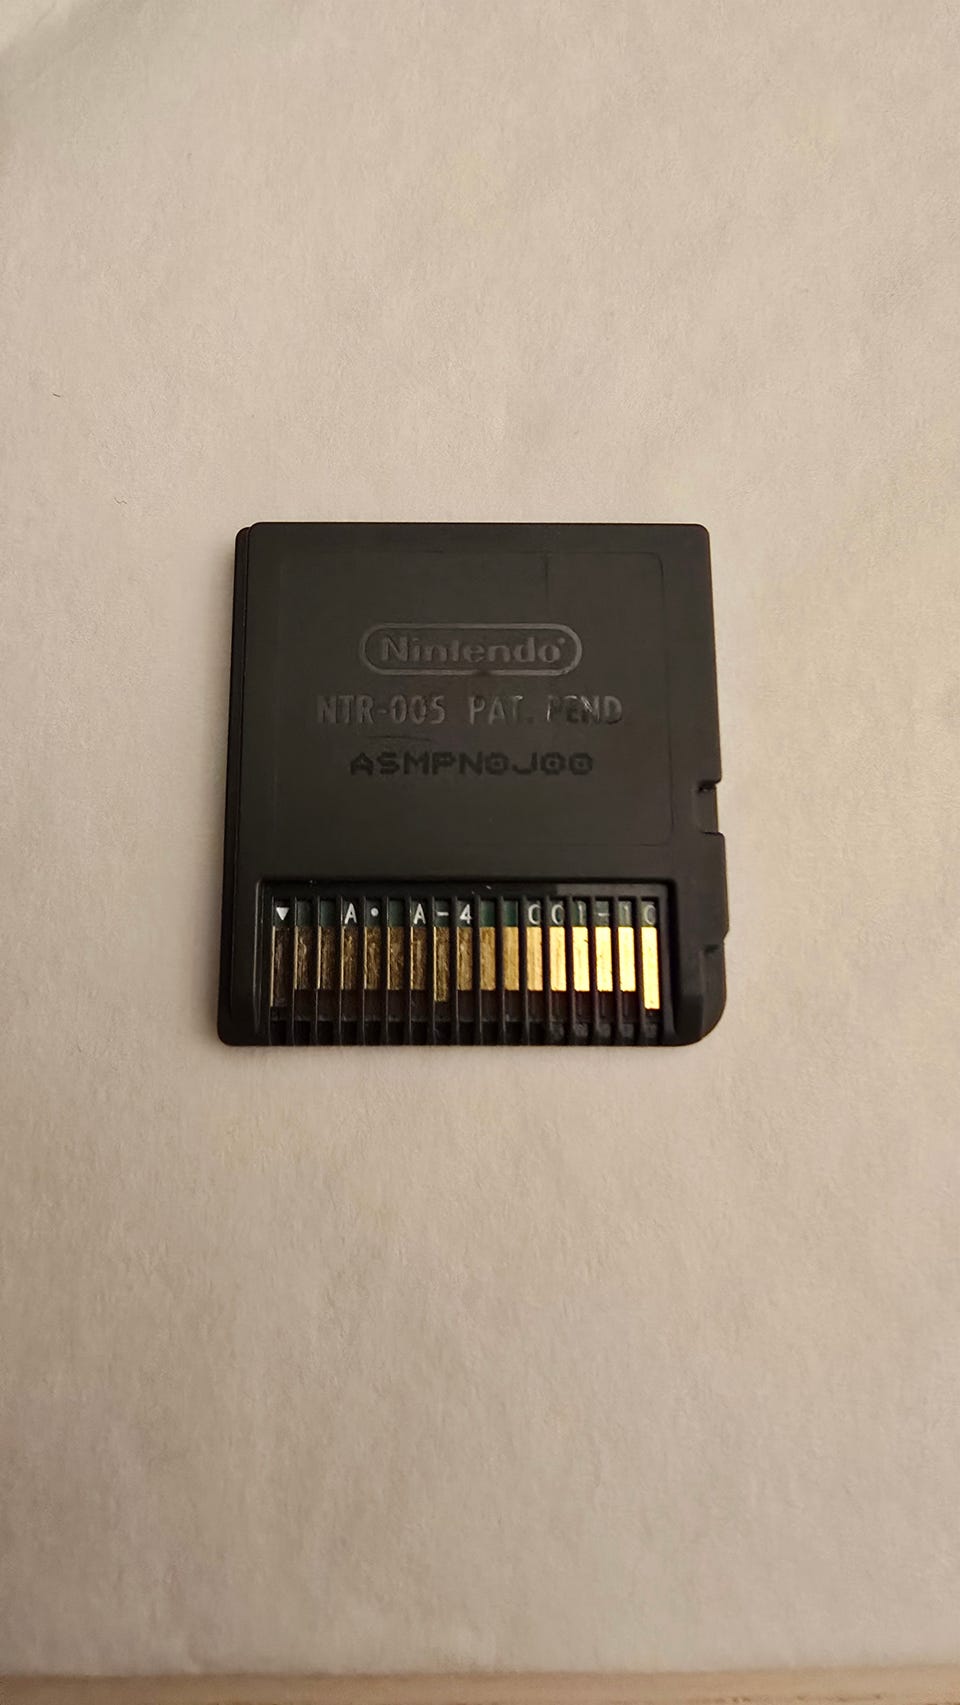 Nintendo®
NTR-005 PAT. PEND
ASMPN0J00
▼ A • A-4 001-10